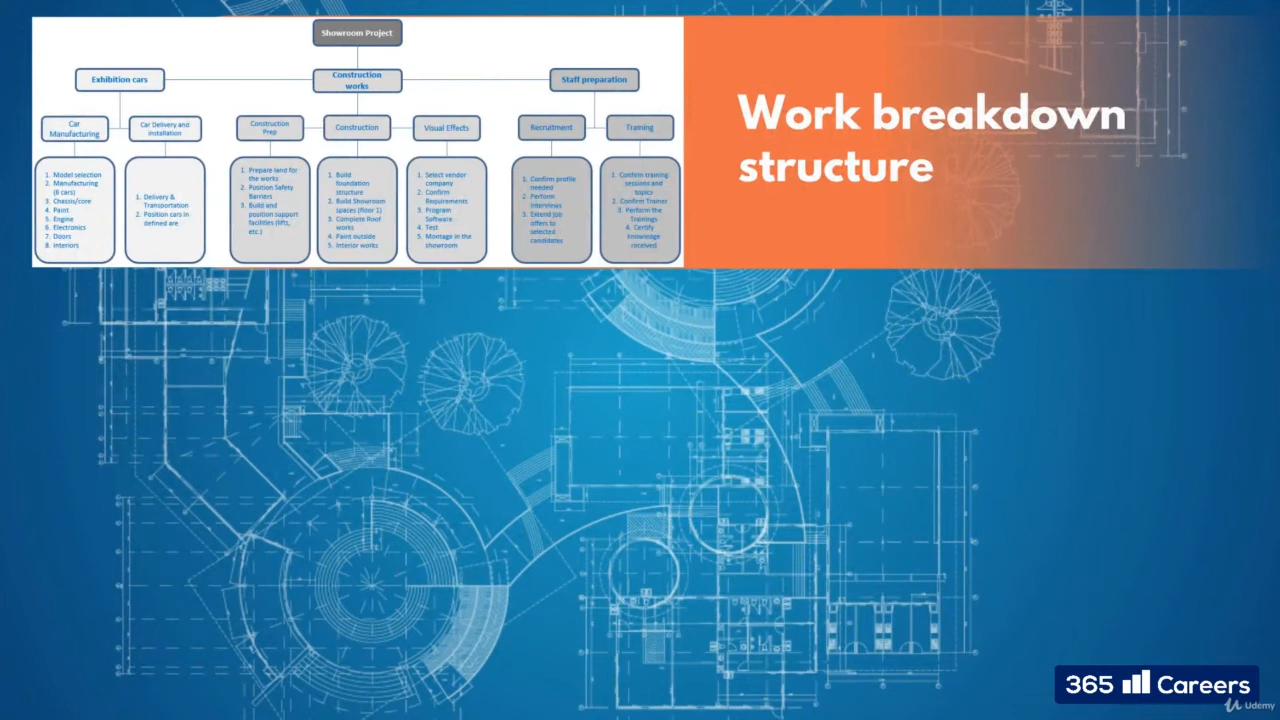 Showroom Project
Exhibition cars
Construction
works
Staff preparation
Car
Manufacturing
Car Delivery and
installation
Construction
Prep
Construction
Visual Effects
Recruitment
Training
1. Model selection
2. Manufacturing
(6 cars)
3. Chassis/core
4. Paint
5. Engine
6. Electronics
7. Doors
8. Interiors
1. Delivery &
Transportation
2. Position cars in
defined are
1. Prepare land for
the works
2. Position Safety
Barriers
3. Build and
position support
facilities (lifts,
etc.)
1. Build
foundation
structure
2. Build Showroom
spaces (floor 1)
3. Complete Roof
works
4. Paint outside
5. Interior works
1. Select vendor
company
2. Confirm
Requirements
3. Program
Software
4. Test
5. Montage in the
showroom
1. Confirm profile
needed
2. Perform
Interviews
3. Extend job
offers to
selected
candidates
1. Confirm training
sessions and
topics
2. Confirm Trainer
3. Perform the
Trainings
4. Certify
knowledge
received
Work breakdown
structure
365 Careers
Udemy